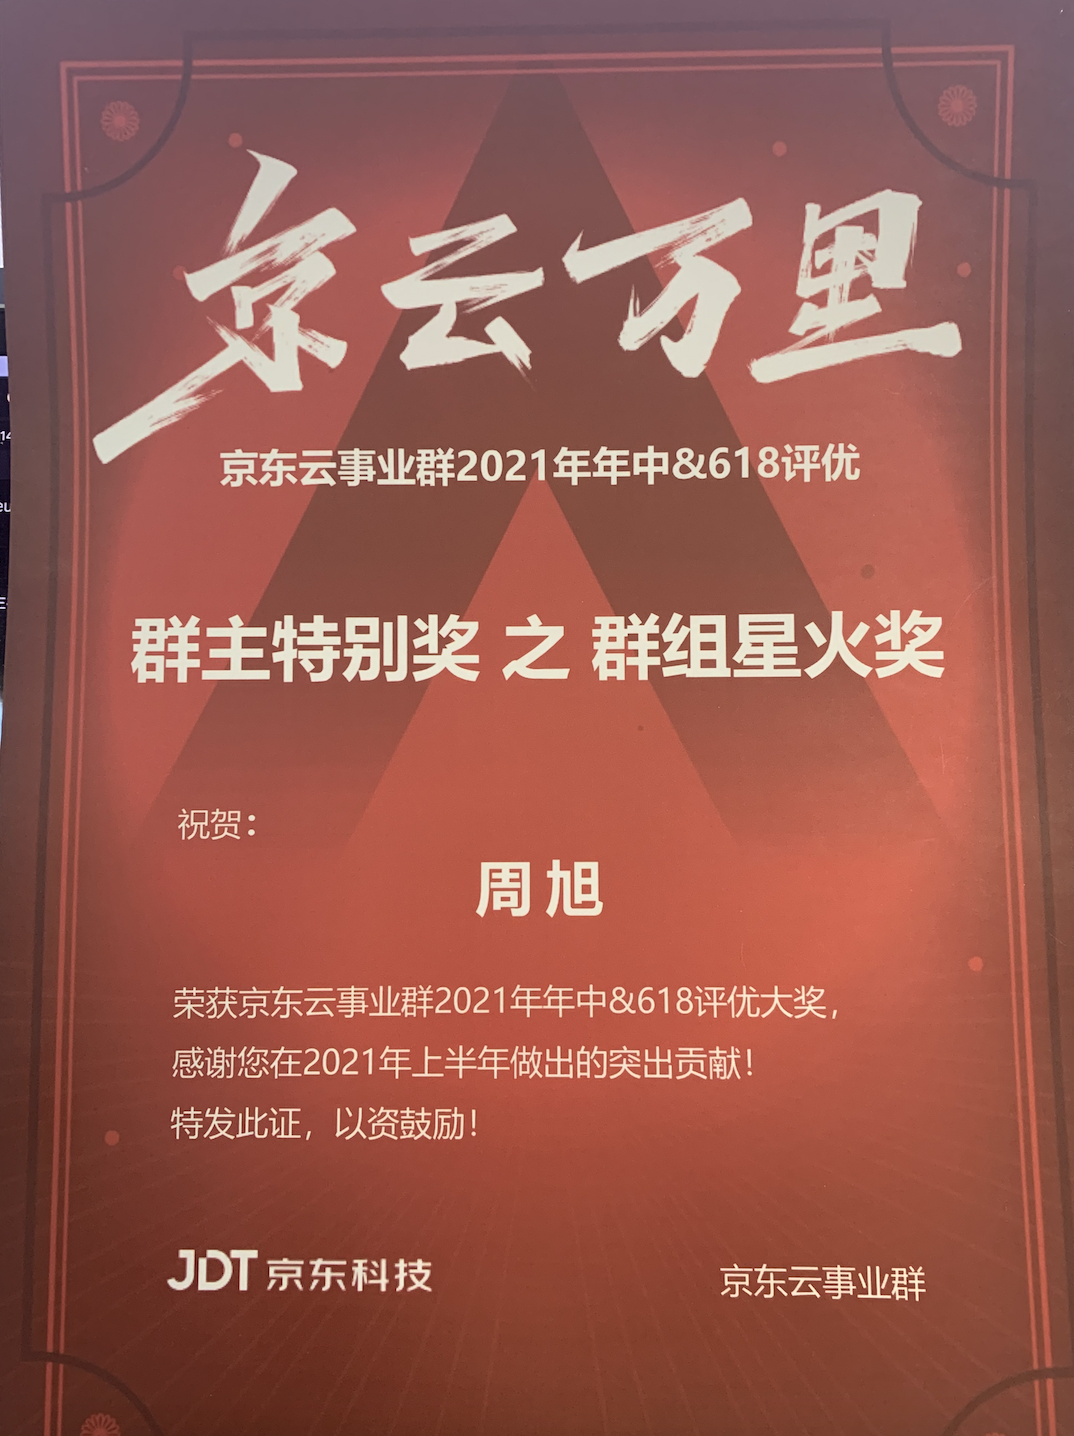 京云万里
京东云事业群2021年年中&618评优
群主特别奖 之 群组星火奖
祝贺：
周旭
荣获京东云事业群2021年年中&618评优大奖，
感谢您在2021年上半年做出的突出贡献！
特发此证，以资鼓励！
JDT 京东科技
京东云事业群